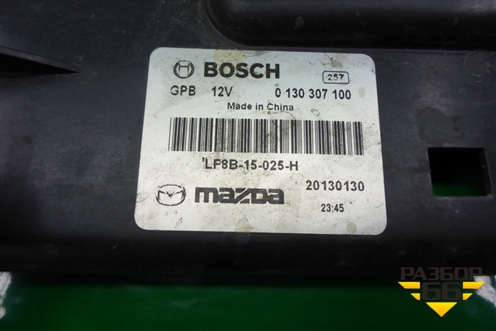 BOSCH 257
GPB 12V 0 130 307 100
Made in China
LF8B-15-025-H
mazda 20130130
23:45
РАЗБОР
66